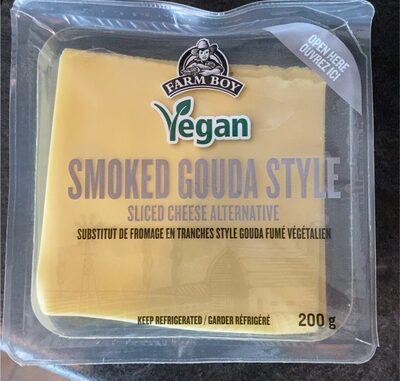 OPEN HERE
OUVREZ ICI
FARM BOY
Vegan
SMOKED GOUDA STYLE
SLICED CHEESE ALTERNATIVE
SUBSTITUT DE FROMAGE EN TRANCHES STYLE GOUDA FUMÉ VÉGÉTALIEN
KEEP REFRIGERATED / GARDER RÉFRIGÉRÉ
200 g